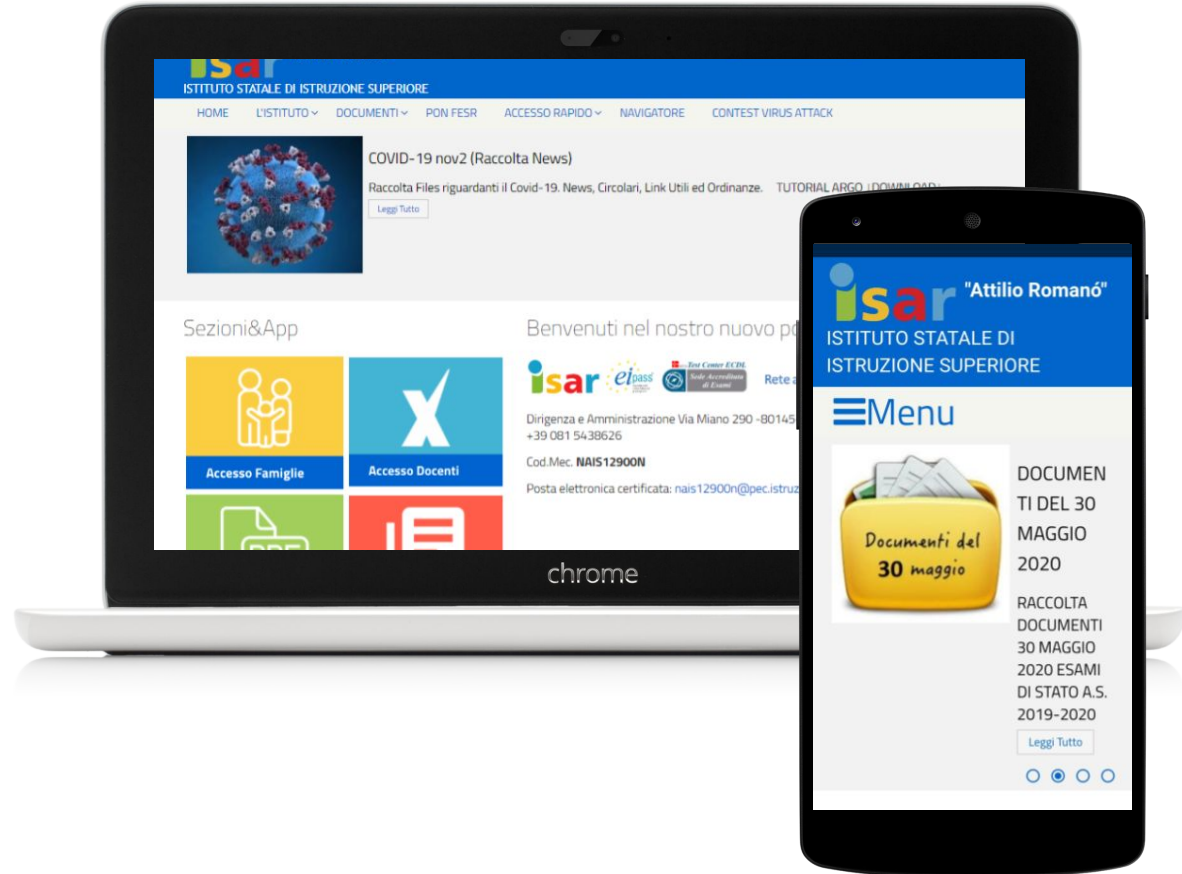 isar
ISTITUTO STATALE DI ISTRUZIONE SUPERIORE
HOME L'ISTITUTO DOCUMENTI PON FESR ACCESSO RAPIDO NAVIGATORE CONTEST VIRUS ATTACK
COVID-19 nov2 (Raccolta News)
Raccolta Files riguardanti il Covid-19. News, Circolari, Link Utili ed Ordinanze. TUTORIAL ARGO |DOWNLOAD|
Leggi Tutto
Sezioni&App
Accesso Famiglie
Accesso Docenti
PDF
Benvenuti nel nostro nuovo po
isar eipass Test Center ECDL
Sede Accreditata
di Esami
Rete a
Dirigenza e Amministrazione Via Miano 290 -80145
+39 081 5438626
Cod.Mec. NAIS12900N
Posta elettronica certificata: nais12900n@pec.istruz
chrome
isar "Attilio Romanó"
ISTITUTO STATALE DI
ISTRUZIONE SUPERIORE
Menu
Documenti del
30 maggio
DOCUMEN
TI DEL 30
MAGGIO
2020
RACCOLTA
DOCUMENTI
30 MAGGIO
2020 ESAMI
DI STATO A.S.
2019-2020
Leggi Tutto